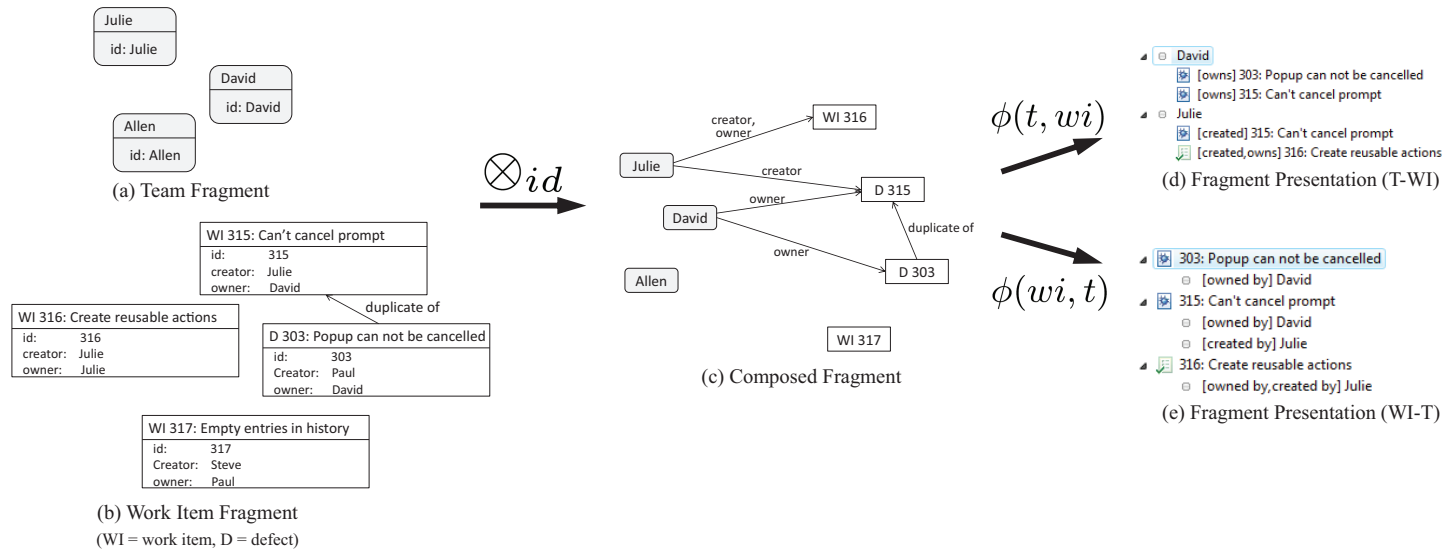 Julie
id: Julie
David
id: David
Allen
id: Allen
(a) Team Fragment
WI 315: Can't cancel prompt
id: 315
creator: Julie
owner: David
duplicate of
WI 316: Create reusable actions
id: 316
creator: Julie
owner: Julie
D 303: Popup can not be cancelled
id: 303
Creator: Paul
owner: David
WI 317: Empty entries in history
id: 317
Creator: Steve
owner: Paul
(b) Work Item Fragment
(WI = work item, D = defect)
⊗id
creator,
owner
WI 316
Julie
creator
D 315
owner
David
duplicate of
owner
D 303
Allen
WI 317
(c) Composed Fragment
ϕ(t, wi)
ϕ(wi, t)
David
[owns] 303: Popup can not be cancelled
[owns] 315: Can't cancel prompt
Julie
[created] 315: Can't cancel prompt
[created,owns] 316: Create reusable actions
(d) Fragment Presentation (T-WI)
303: Popup can not be cancelled
[owned by] David
315: Can't cancel prompt
[owned by] David
[created by] Julie
316: Create reusable actions
[owned by,created by] Julie
(e) Fragment Presentation (WI-T)